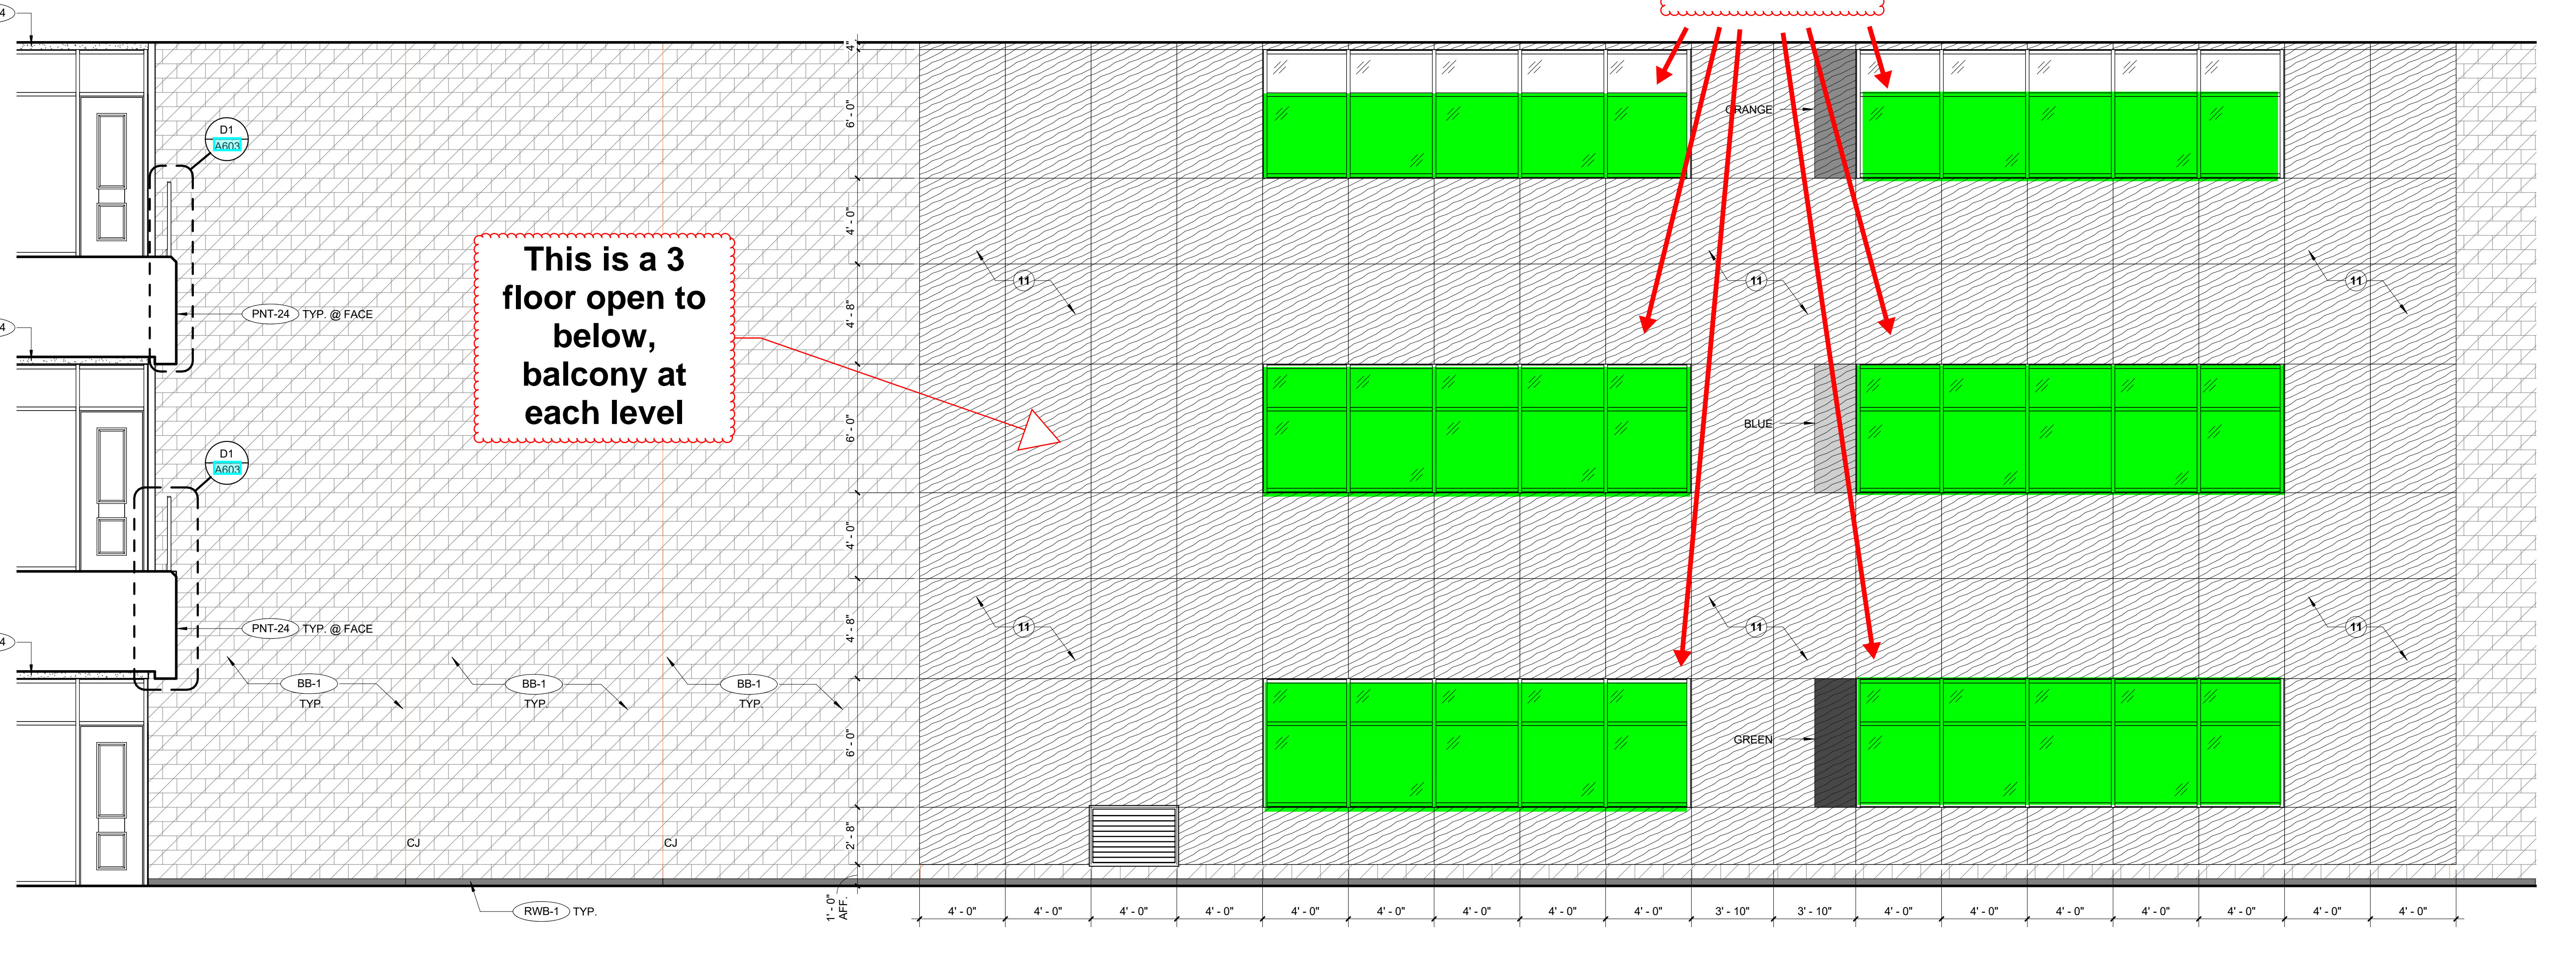 4
D1
A603
PNT-24 TYP. @ FACE
4
D1
A603
PNT-24 TYP. @ FACE
4
BB-1
TYP.
BB-1
TYP.
BB-1
TYP.
CJ
CJ
RWB-1 TYP.
This is a 3
floor open to
below,
balcony at
each level
4"
6' - 0"
4' - 0"
4' - 8"
6' - 0"
4' - 0"
4' - 8"
6' - 0"
2' - 8"
1' - 0"
AFF.
ORANGE
11
11
11
BLUE
11
11
11
GREEN
4' - 0" 4' - 0" 4' - 0" 4' - 0" 4' - 0" 4' - 0" 4' - 0" 4' - 0" 4' - 0" 3' - 10" 3' - 10" 4' - 0" 4' - 0" 4' - 0" 4' - 0" 4' - 0" 4' - 0" 4' - 0"